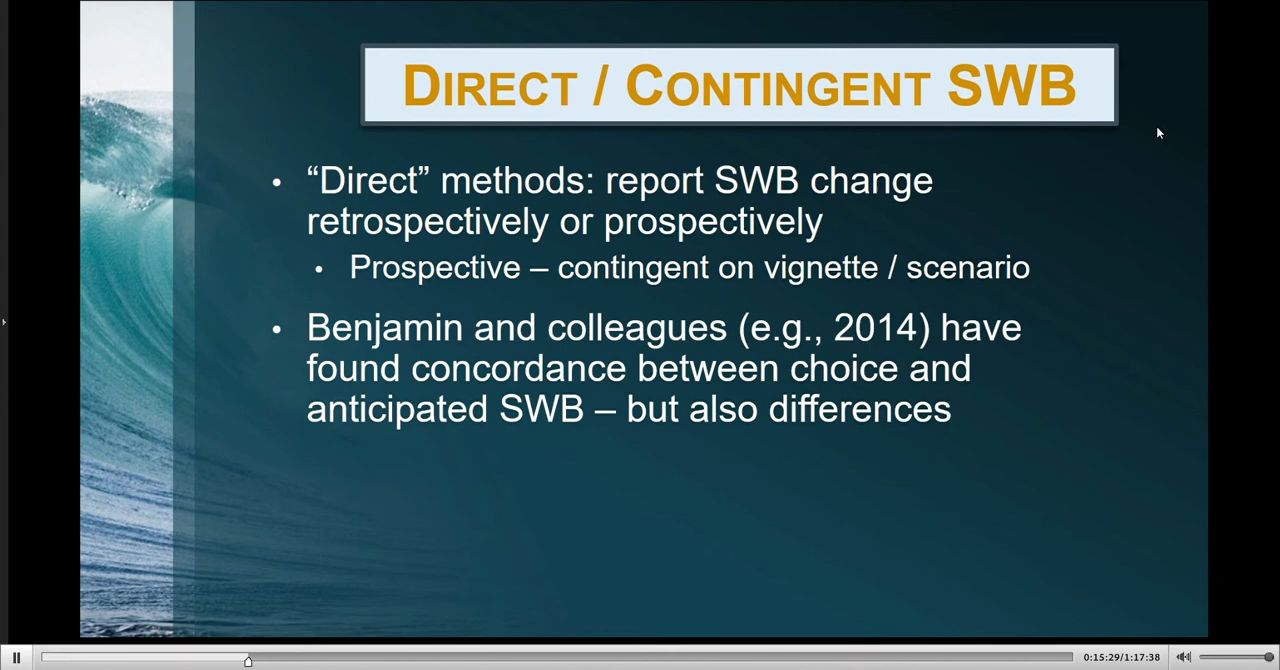 DIRECT / CONTINGENT SWB
• “Direct” methods: report SWB change
retrospectively or prospectively
• Prospective – contingent on vignette / scenario
• Benjamin and colleagues (e.g., 2014) have
found concordance between choice and
anticipated SWB – but also differences
0:15:29/1:17:38